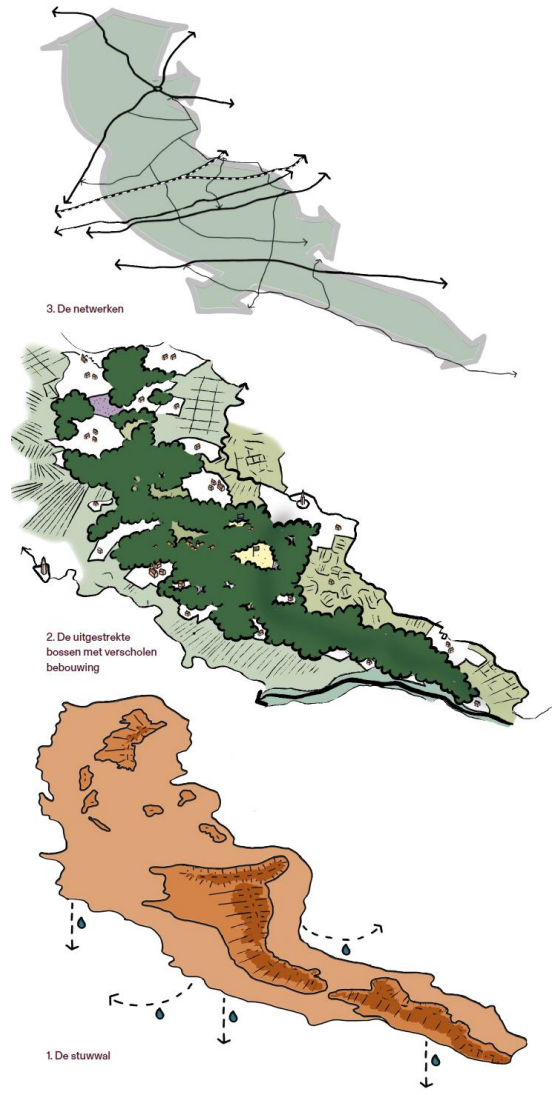 3. De netwerken
2. De uitgestrekte
bossen met verscholen
bebouwing
1. De stuwwal